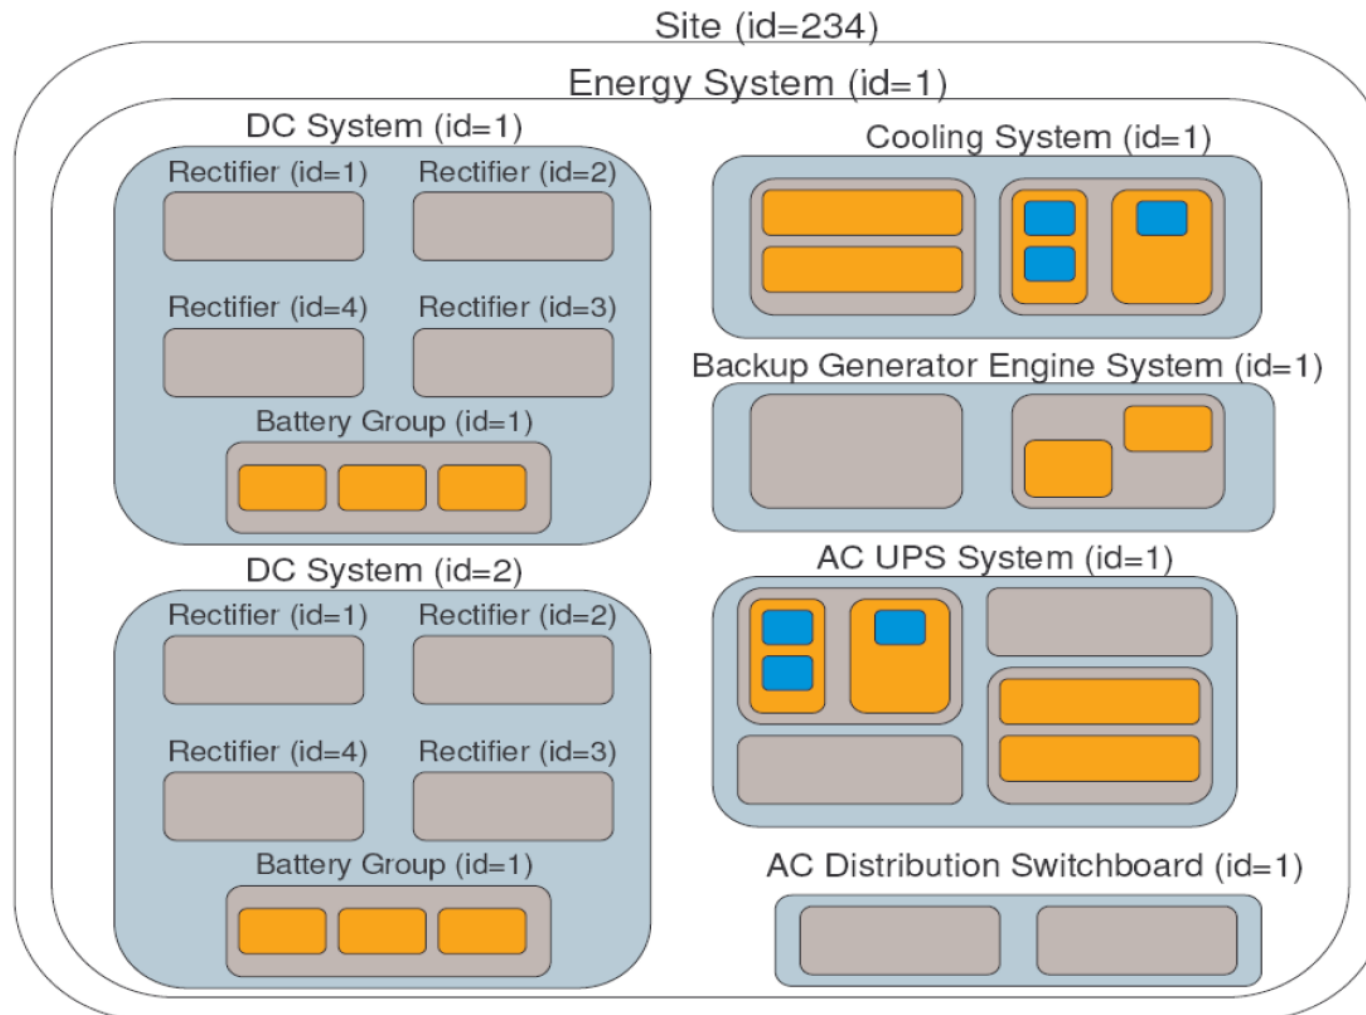 Site (id=234)
Energy System (id=1)
DC System (id=1)
Rectifier (id=1)
Rectifier (id=2)
Rectifier (id=4)
Rectifier (id=3)
Battery Group (id=1)
DC System (id=2)
Rectifier (id=1)
Rectifier (id=2)
Rectifier (id=4)
Rectifier (id=3)
Battery Group (id=1)
Cooling System (id=1)
Backup Generator Engine System (id=1)
AC UPS System (id=1)
AC Distribution Switchboard (id=1)